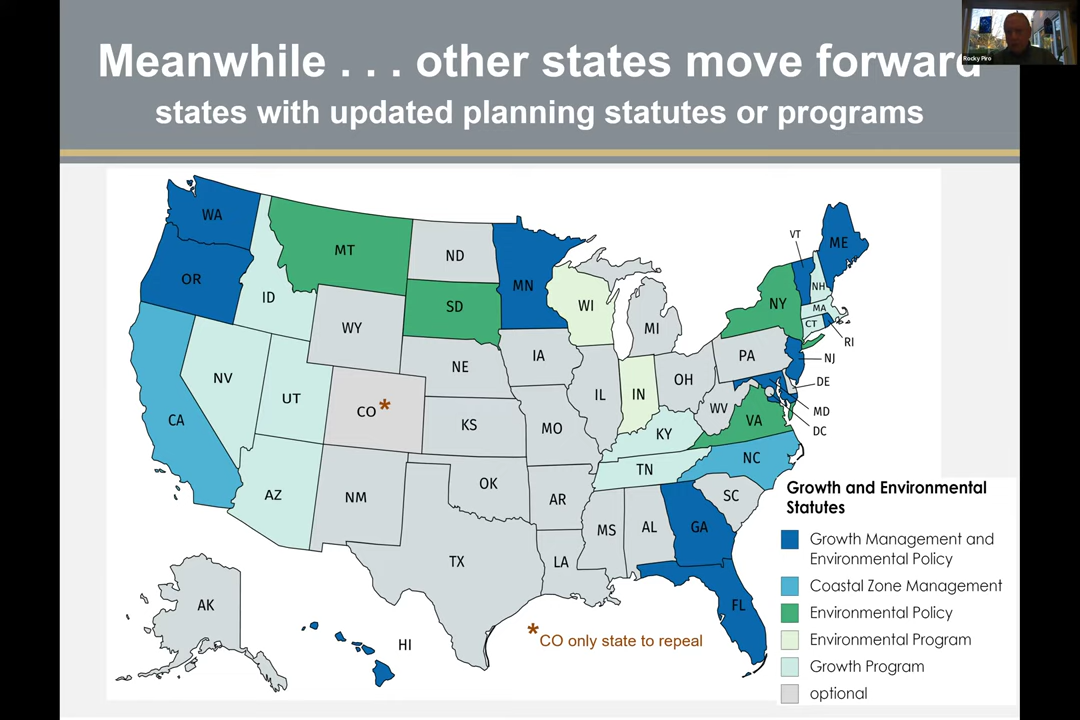 Meanwhile . . . other states move forward
states with updated planning statutes or programs
Rocky Piro
WA
OR
CA
NV
ID
MT
WY
UT
AZ
CO*
NM
ND
SD
NE
KS
OK
TX
MN
IA
MO
AR
LA
WI
IL
MI
IN
OH
KY
TN
MS
AL
GA
FL
SC
NC
VA
WV
PA
NY
VT
NH
ME
MA
CT
RI
NJ
DE
MD
DC
AK
HI
*CO only state to repeal
Growth and Environmental
Statutes
Growth Management and
Environmental Policy
Coastal Zone Management
Environmental Policy
Environmental Program
Growth Program
optional